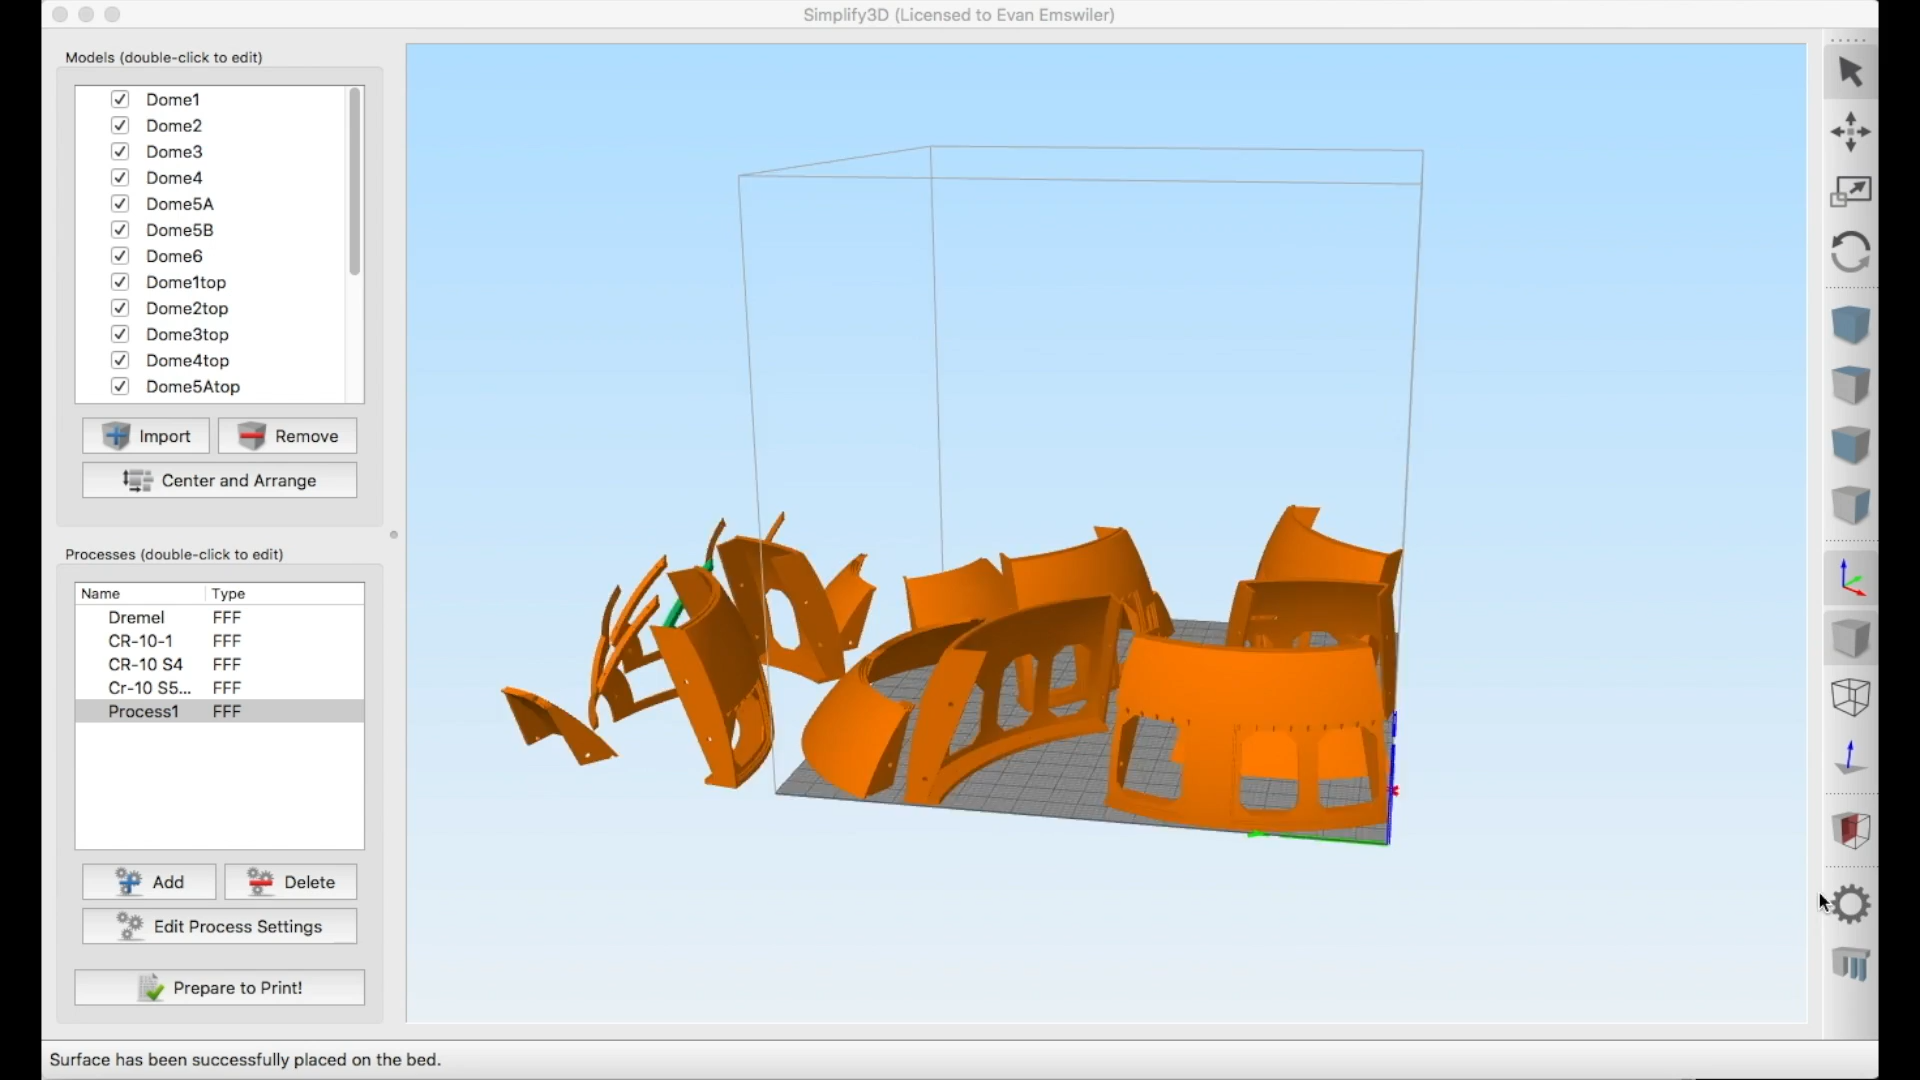 Simplify3D (Licensed to Evan Emswiler)
Models (double-click to edit)
Dome1
Dome2
Dome3
Dome4
Dome5A
Dome5B
Dome6
Dome1top
Dome2top
Dome3top
Dome4top
Dome5Atop
Import Remove
Center and Arrange
Processes (double-click to edit)
Name Type
Dremel FFF
CR-10-1 FFF
CR-10 S4 FFF
Cr-10 S5... FFF
Process1 FFF
Add Delete
Edit Process Settings
Prepare to Print!
Surface has been successfully placed on the bed.